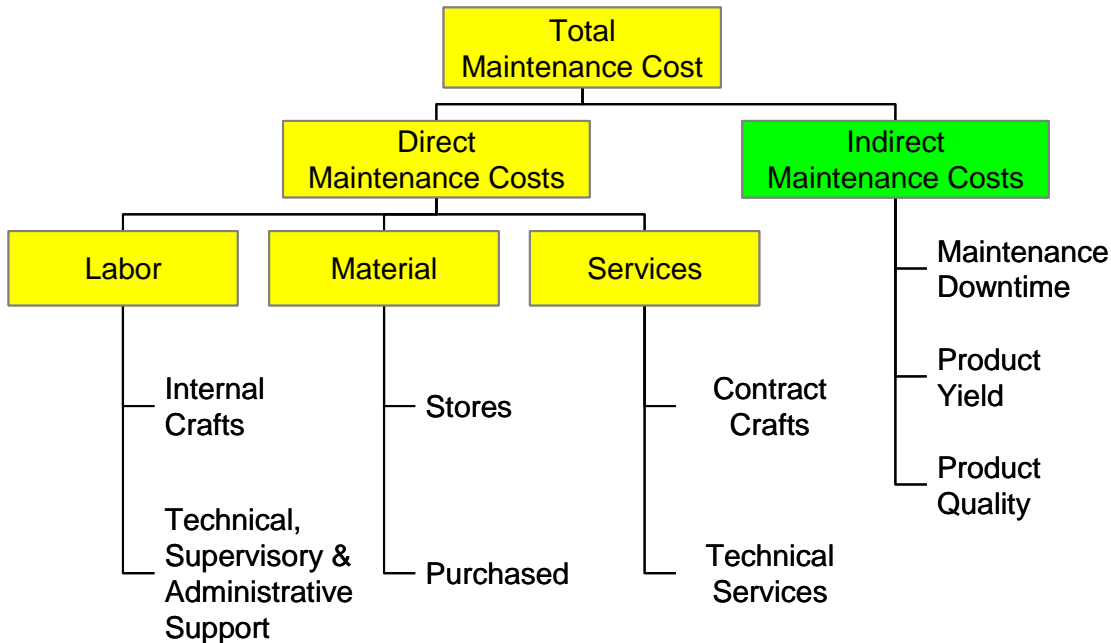 Total
Maintenance Cost
Direct
Maintenance Costs
Indirect
Maintenance Costs
Labor
Material
Services
Maintenance
Downtime
Product
Yield
Product
Quality
Internal
Crafts
Stores
Contract
Crafts
Technical,
Supervisory &
Administrative
Support
Purchased
Technical
Services